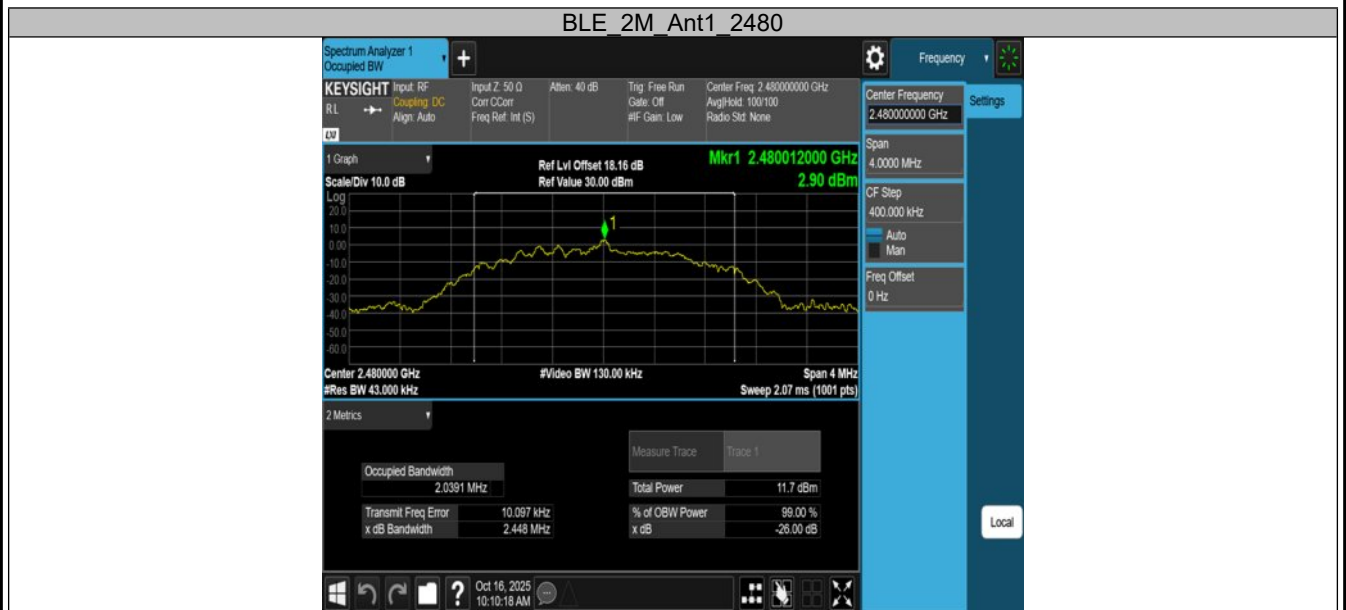 BLE_2M_Ant1_2480
Spectrum Analyzer 1
Occupied BW
+
Frequency
KEYSIGHT
RL
LXI
Input: RF
Coupling: DC
Align: Auto
Input Z: 50 Ω
Corr CCorr
Freq Ref: Int (S)
Atten: 40 dB
Trig: Free Run
Gate: Off
#IF Gain: Low
Center Freq: 2.480000000 GHz
Avg|Hold: 100/100
Radio Std: None
Center Frequency
2.480000000 GHz
Settings
Span
4.0000 MHz
CF Step
400.000 kHz
Auto
Man
Freq Offset
0 Hz
Local
1 Graph
Scale/Div 10.0 dB
Ref Lvl Offset 18.16 dB
Ref Value 30.00 dBm
Mkr1 2.480012000 GHz
2.90 dBm
Log
20.0
10.0
0.00
-10.0
-20.0
-30.0
-40.0
-50.0
-60.0
1
Center 2.480000 GHz
#Video BW 130.00 kHz
Span 4 MHz
#Res BW 43.000 kHz
Sweep 2.07 ms (1001 pts)
2 Metrics
Measure Trace
Trace 1
Occupied Bandwidth
2.0391 MHz
Total Power
11.7 dBm
Transmit Freq Error
10.097 kHz
% of OBW Power
99.00 %
x dB Bandwidth
2.448 MHz
x dB
-26.00 dB
?
Oct 16, 2025
10:10:18 AM